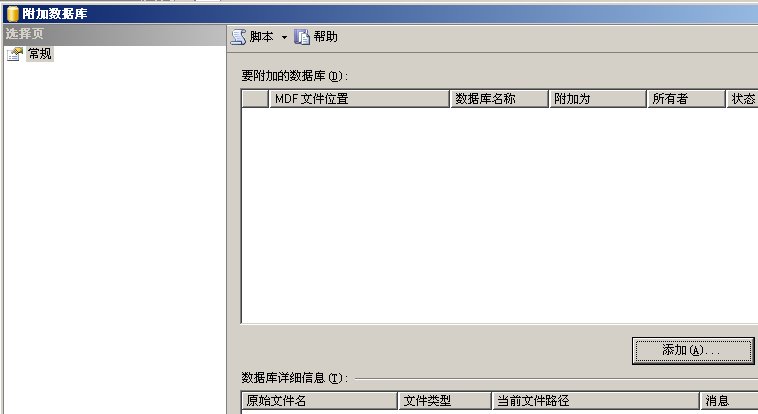 附加数据库
选择页
常规
脚本 帮助
要附加的数据库(D):
MDF 文件位置 数据库名称 附加为 所有者 状态
添加(A)...
数据库详细信息(T):
原始文件名 文件类型 当前文件路径 消息